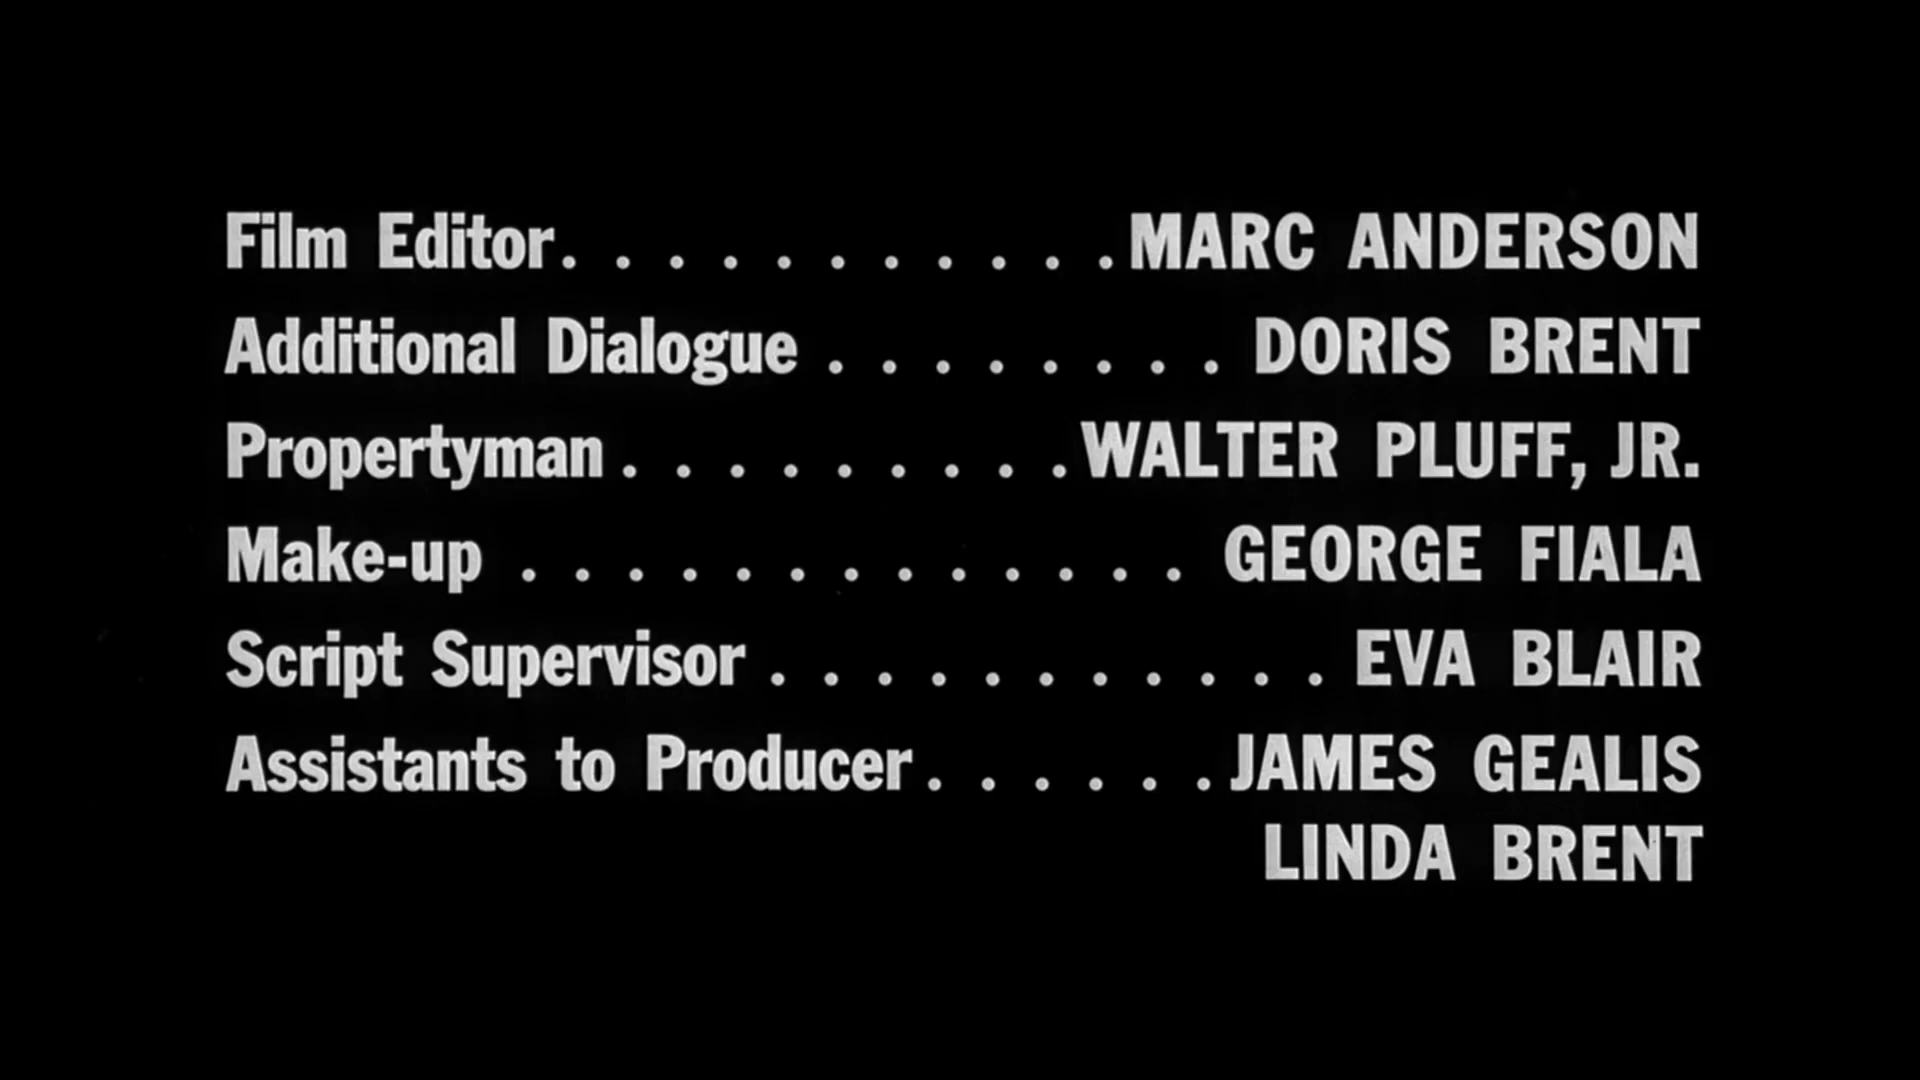 Film Editor. . . . . . . . . . . MARC ANDERSON
Additional Dialogue . . . . . . . . DORIS BRENT
Propertyman . . . . . . . . . WALTER PLUFF, JR.
Make-up . . . . . . . . . . . . . GEORGE FIALA
Script Supervisor . . . . . . . . . . . EVA BLAIR
Assistants to Producer . . . . . . JAMES GEALIS
LINDA BRENT